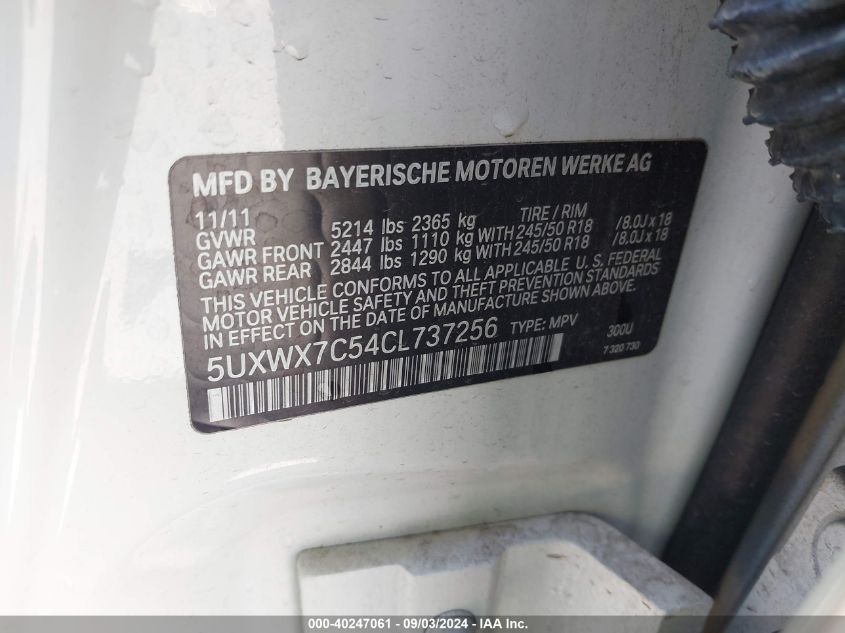 MFD BY BAYERISCHE MOTOREN WERKE AG
11/11 TIRE / RIM
GVWR 5214 lbs 2365 kg
GAWR FRONT 2447 lbs 1110 kg WITH 245/50 R18 / 8.0J x 18
GAWR REAR 2844 lbs 1290 kg WITH 245/50 R18 / 8.0J x 18
THIS VEHICLE CONFORMS TO ALL APPLICABLE U. S. FEDERAL
MOTOR VEHICLE SAFETY AND THEFT PREVENTION STANDARDS
IN EFFECT ON THE DATE OF MANUFACTURE SHOWN ABOVE.
5UXWX7C54CL737256 TYPE: MPV 300U
7 320 730
000-40247061 - 09/03/2024 - IAA Inc.